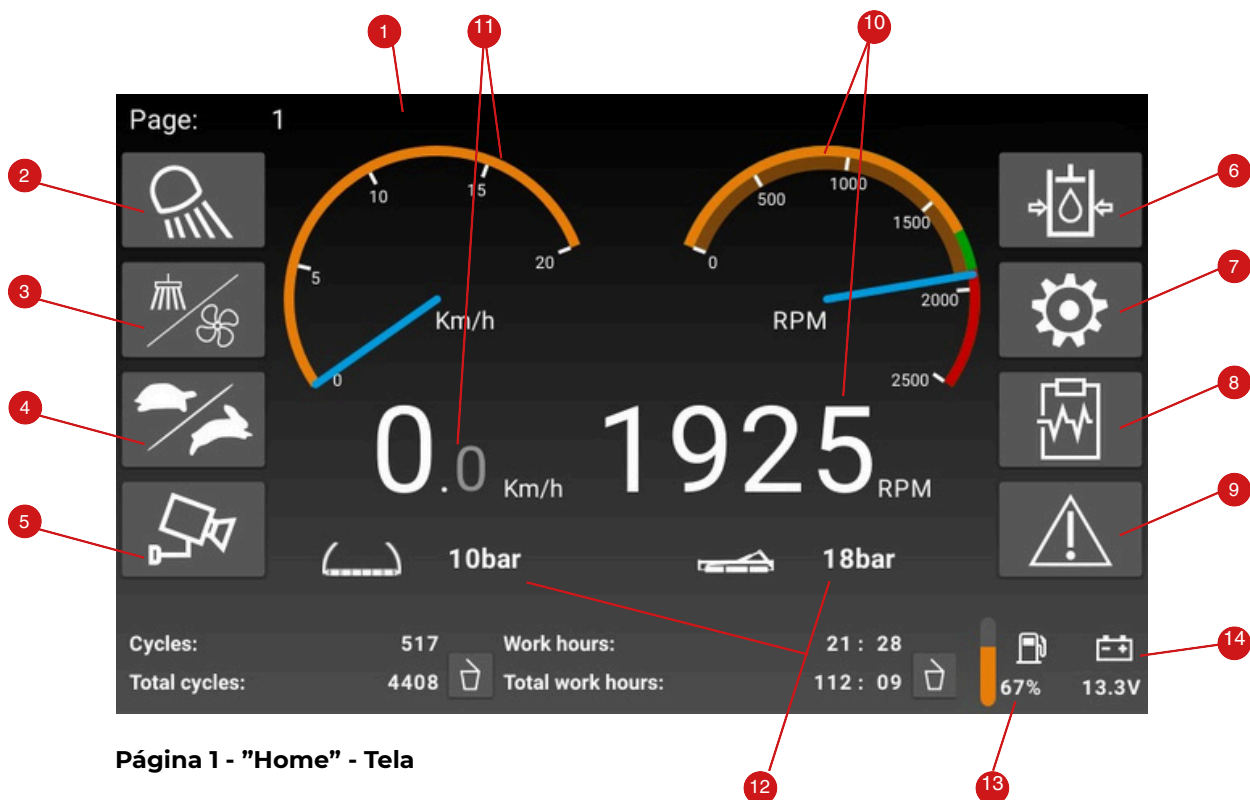 1
11
10
Page: 1
2
6
10
15
1000
500
1500
3
7
5
20
0
2000
Km/h
RPM
4
0
2500
8
0.0 Km/h
1925 RPM
5
9
10bar
18bar
Cycles: 517
Work hours: 21 : 28
14
Total cycles: 4408
Total work hours: 112 : 09
67%
13.3V
Página 1 - ”Home” - Tela
12
13